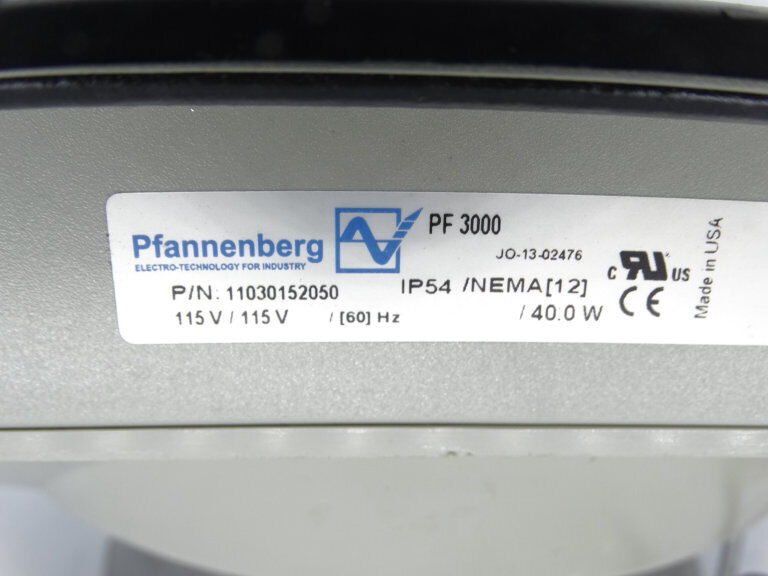 Pfannenberg
ELECTRO-TECHNOLOGY FOR INDUSTRY
PF 3000
JO-13-02476
P/N: 11030152050
IP54 /NEMA[12]
115 V / 115 V / [60] Hz / 40.0 W
c RU US
CE
Made in USA